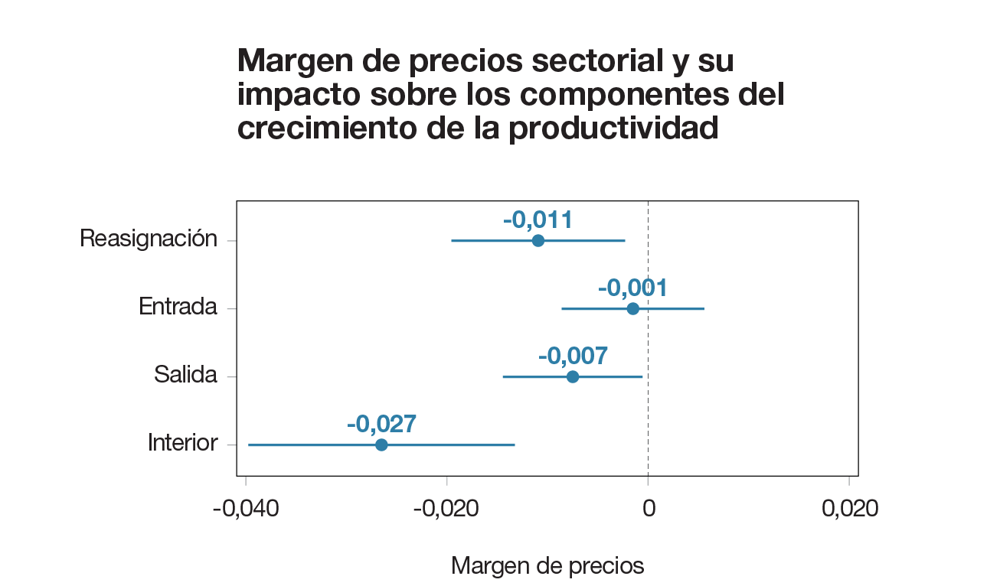 Margen de precios sectorial y su
impacto sobre los componentes del
crecimiento de la productividad
Reasignación
-0,011
Entrada
-0,001
Salida
-0,007
Interior
-0,027
-0,040
-0,020
0
0,020
Margen de precios